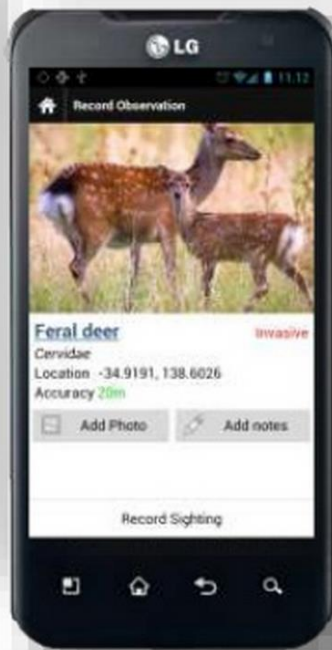 LG
11.12
Record Observation
Feral deer Invasive
Cervidae
Location -34.9191, 138.6026
Accuracy 20m
Add Photo Add notes
Record Sighting